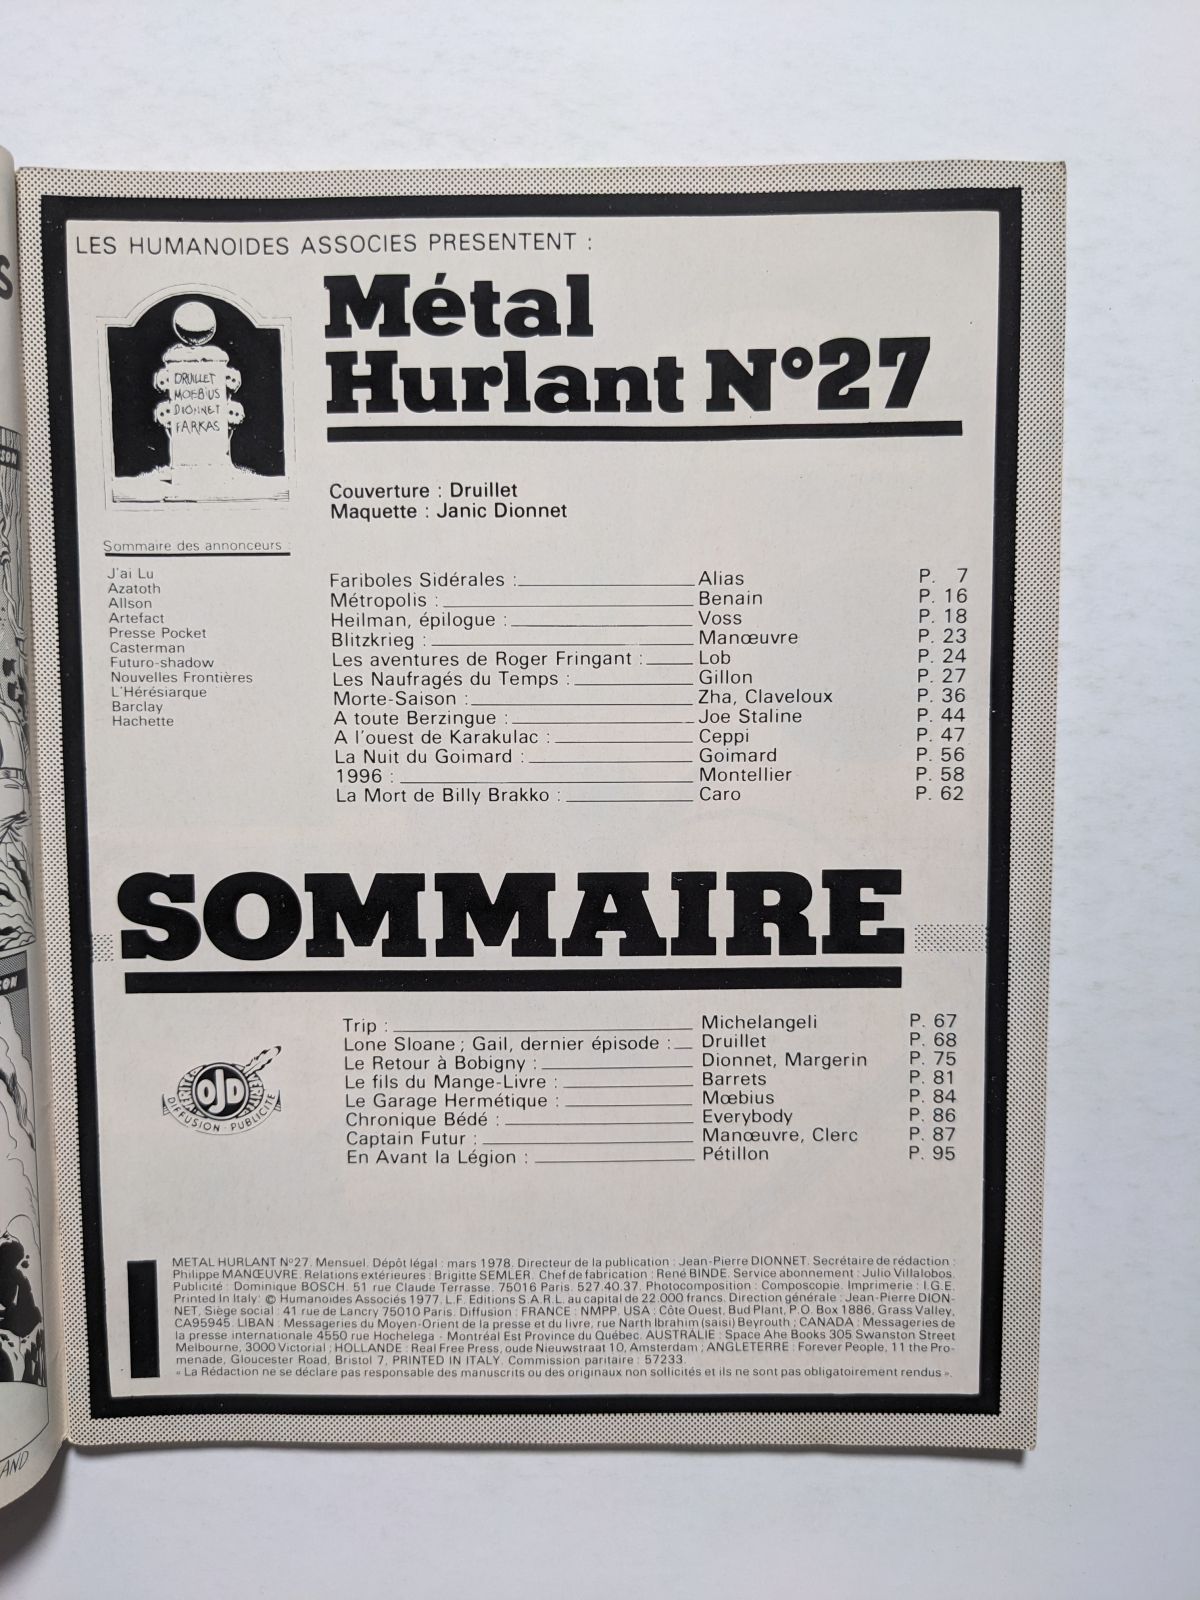 LES HUMANOIDES ASSOCIES PRESENTENT :
Métal
Hurlant N°27
DRUILLET
MOEBIUS
DIONNET
FARKAS
Couverture : Druillet
Maquette : Janic Dionnet
Sommaire des annonceurs :
J'ai Lu
Azatoth
Allson
Artefact
Presse Pocket
Casterman
Futuro-shadow
Nouvelles Frontières
L'Hérésiarque
Barclay
Hachette
Fariboles Sidérales : Alias P. 7
Métropolis : Benain P. 16
Heilman, épilogue : Voss P. 18
Blitzkrieg : Manœuvre P. 23
Les aventures de Roger Fringant : Lob P. 24
Les Naufragés du Temps : Gillon P. 27
Morte-Saison : Zha, Claveloux P. 36
A toute Berzingue : Joe Staline P. 44
A l'ouest de Karakulac : Ceppi P. 47
La Nuit du Goimard : Goimard P. 56
1996 : Montellier P. 58
La Mort de Billy Brakko : Caro P. 62
SOMMAIRE
Trip : Michelangeli P. 67
Lone Sloane ; Gail, dernier épisode : Druillet P. 68
Le Retour à Bobigny : Dionnet, Margerin P. 75
Le fils du Mange-Livre : Barrets P. 81
Le Garage Hermétique : Mœbius P. 84
Chronique Bédé : Everybody P. 86
Captain Futur : Manœuvre, Clerc P. 87
En Avant la Légion : Pétillon P. 95
OJD
DIFFUSION - PUBLICITE
METAL HURLANT N°27. Mensuel. Dépôt légal : mars 1978. Directeur de la publication : Jean-Pierre DIONNET. Secrétaire de rédaction :
Philippe MANŒUVRE. Relations extérieures : Brigitte SEMLER. Chef de fabrication : René BINDE. Service abonnement : Julio Villalobos.
Publicité : Dominique BOSCH. 51 rue Claude Terrasse. 75016 Paris. 527.40.37. Photocomposition : Composcopie. Imprimerie : I.G.E.
Printed In Italy. © Humanoides Associés 1977. L.F. Editions S.A.R.L. au capital de 22.000 francs. Direction générale : Jean-Pierre DION-
NET, Siège social : 41 rue de Lancry 75010 Paris. Diffusion : FRANCE : NMPP. USA : Côte Ouest, Bud Plant, P.O. Box 1886, Grass Valley,
CA95945. LIBAN : Messageries du Moyen-Orient de la presse et du livre, rue Narth Ibrahim (saisi) Beyrouth ; CANADA : Messageries de
la presse internationale 4550 rue Hochelega - Montréal Est Province du Québec. AUSTRALIE : Space Ahe Books 305 Swanston Street
Melbourne, 3000 Victorial ; HOLLANDE : Real Free Press, oude Nieuwstraat 10, Amsterdam ; ANGLETERRE : Forever People, 11 the Pro-
menade, Gloucester Road, Bristol 7, PRINTED IN ITALY. Commission paritaire : 57233.
« La Rédaction ne se déclare pas responsable des manuscrits ou des originaux non sollicités et ils ne sont pas obligatoirement rendus ».